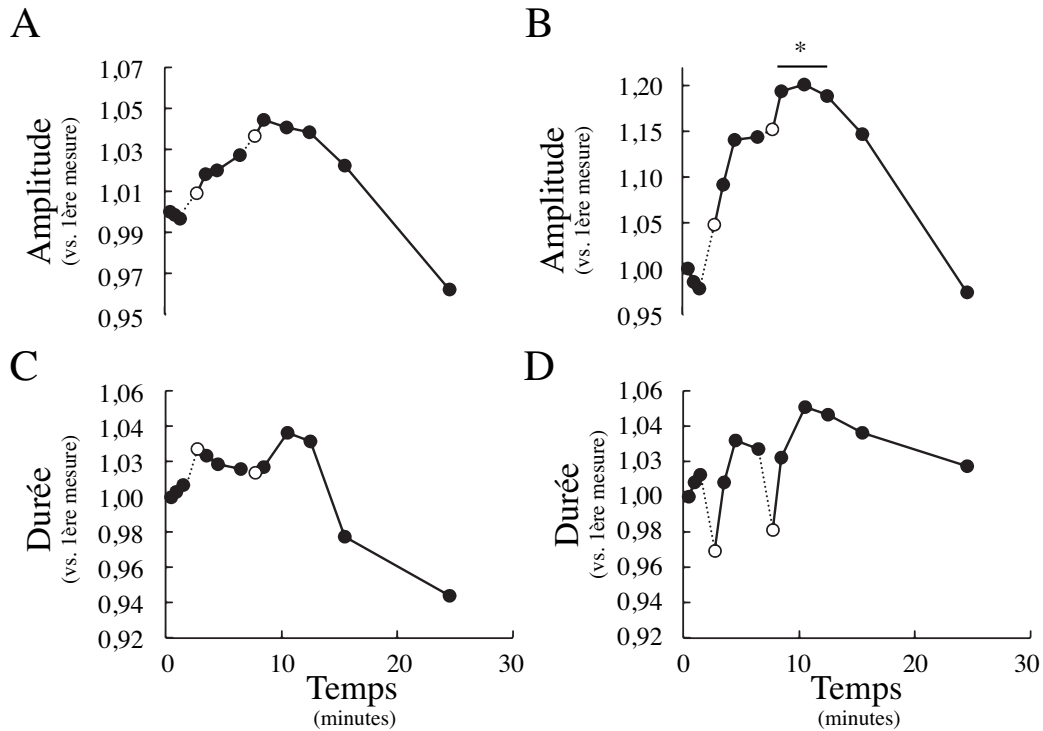 A
Amplitude
(vs. 1ère mesure)
1,07
1,05
1,03
1,01
0,99
0,97
0,95
B
*
Amplitude
(vs. 1ère mesure)
1,20
1,15
1,10
1,05
1,00
0,95
C
Durée
(vs. 1ère mesure)
1,06
1,04
1,03
1,00
0,98
0,96
0,94
0,92
0 10 20 30
Temps
(minutes)
D
Durée
(vs. 1ère mesure)
1,06
1,04
1,03
1,00
0,98
0,96
0,94
0,92
0 10 20 30
Temps
(minutes)